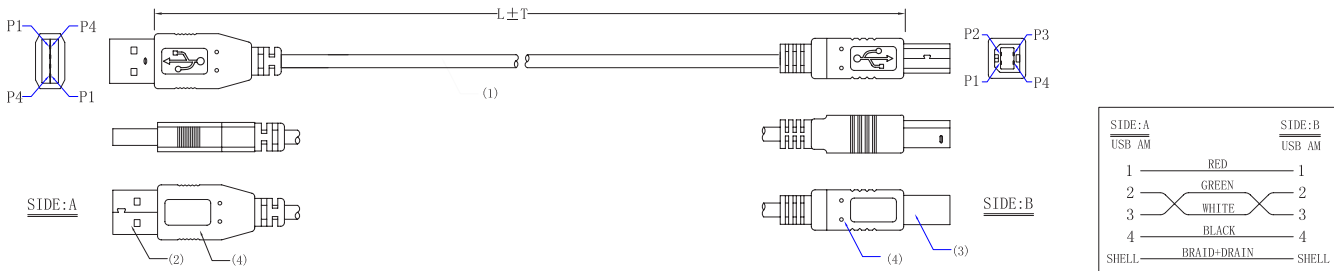 L±T
P1 P4
P4 P1
P2 P3
P1 P4
(1)
SIDE:A
(2)
(4)
SIDE:B
(4)
(3)
SIDE:A SIDE:B
USB AM USB AM
1 RED 1
2 GREEN 2
3 WHITE 3
4 BLACK 4
SHELL BRAID+DRAIN SHELL